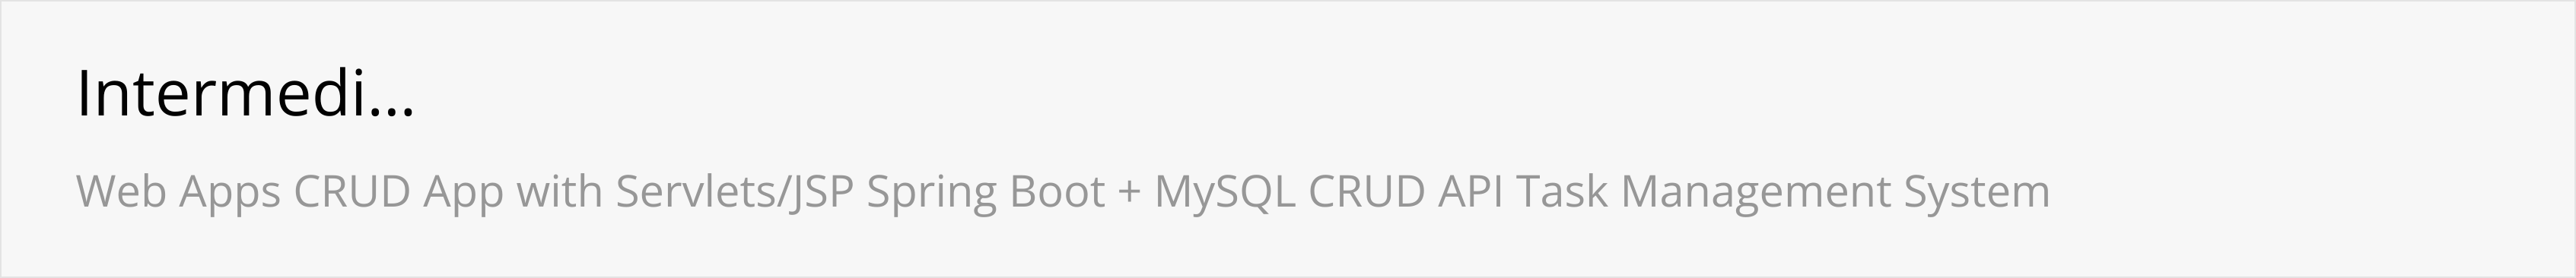 Intermedi...
Web Apps CRUD App with Servlets/JSP Spring Boot + MySQL CRUD API Task Management System